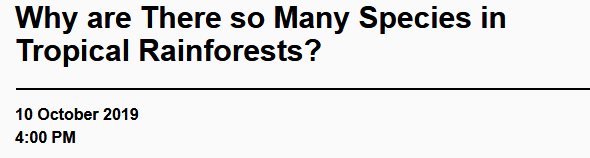 Why are There so Many Species in
Tropical Rainforests?
10 October 2019
4:00 PM